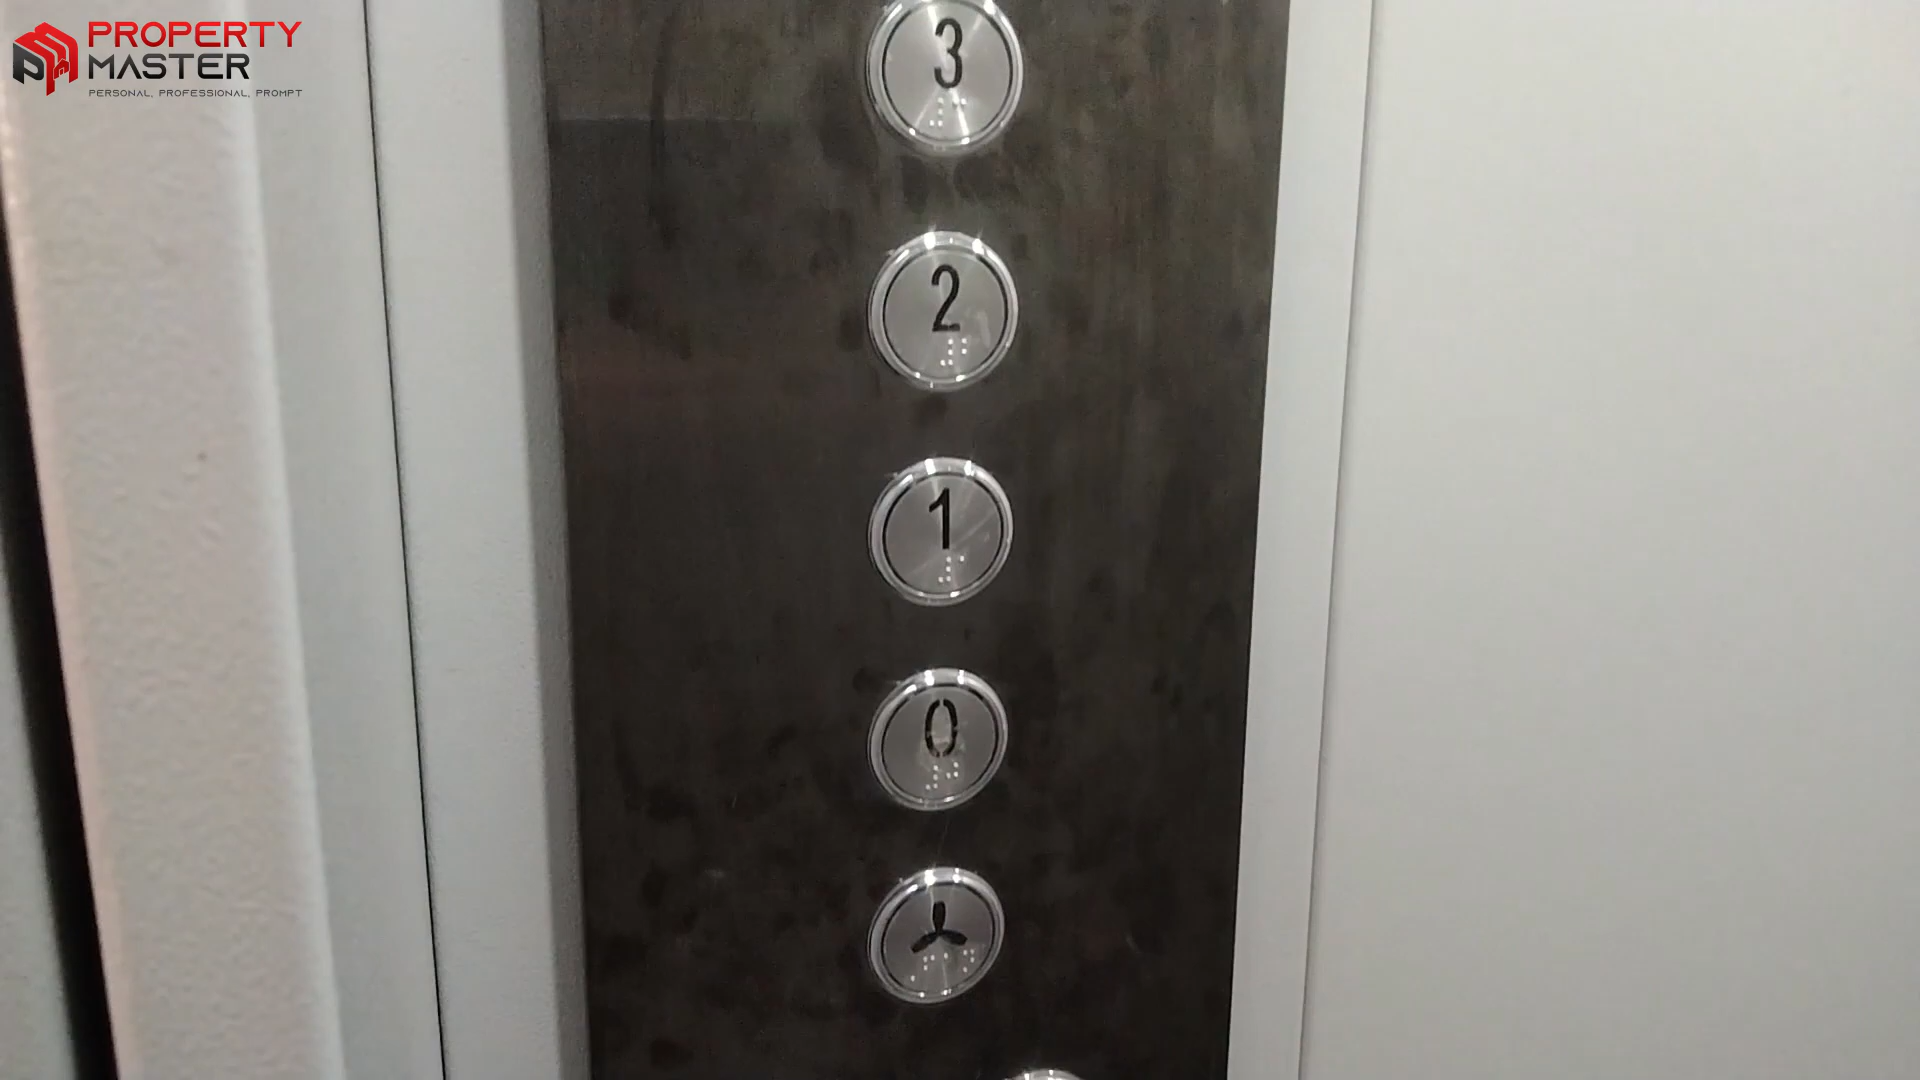 PROPERTY
MASTER
PERSONAL, PROFESSIONAL, PROMPT
3
2
1
0